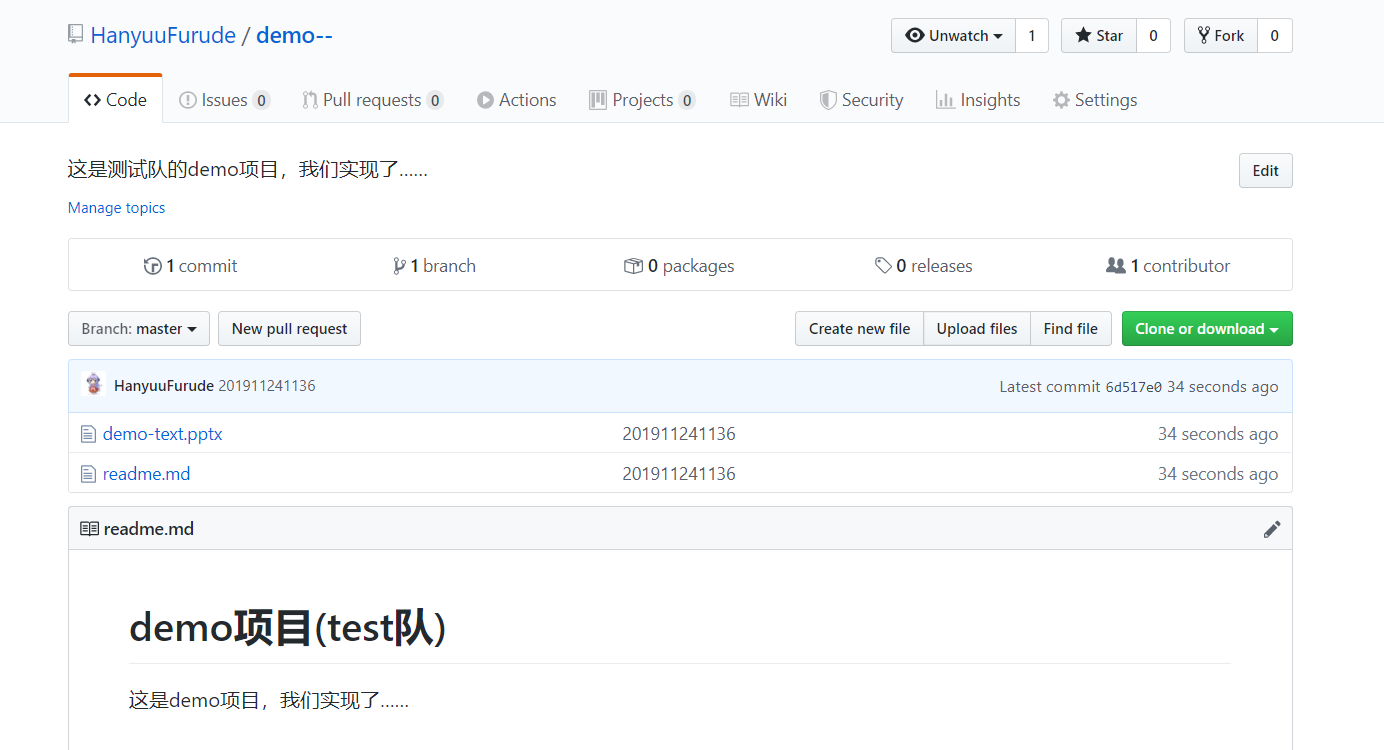 HanyuuFurude / demo-- Unwatch 1 Star 0 Fork 0
Code Issues 0 Pull requests 0 Actions Projects 0 Wiki Security Insights Settings
这是测试队的demo项目，我们实现了…… Edit
Manage topics
1 commit 1 branch 0 packages 0 releases 1 contributor
Branch: master New pull request Create new file Upload files Find file Clone or download
HanyuuFurude 201911241136 Latest commit 6d517e0 34 seconds ago
demo-text.pptx 201911241136 34 seconds ago
readme.md 201911241136 34 seconds ago
readme.md
demo项目(test队)
这是demo项目，我们实现了……